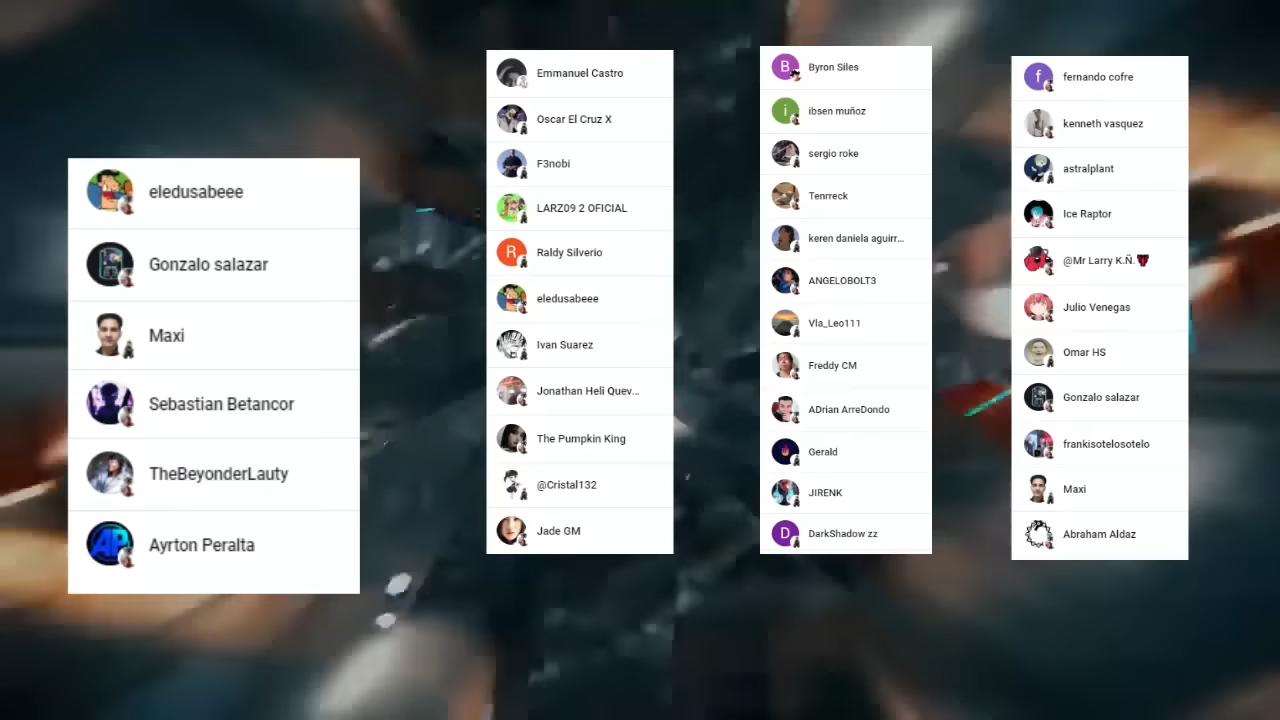 eledusabeee
Gonzalo salazar
Maxi
Sebastian Betancor
TheBeyonderLauty
Ayrton Peralta
Emmanuel Castro
Oscar El Cruz X
F3nobi
LARZ09 2 OFICIAL
R
Raldy Silverio
eledusabeee
Ivan Suarez
Jonathan Heli Quev...
The Pumpkin King
@Cristal132
Jade GM
B
Byron Siles
i
ibsen muñoz
sergio roke
Tenrreck
keren daniela aguirr...
ANGELOBOLT3
Vla_Leo111
Freddy CM
ADrian ArreDondo
Gerald
JIRENK
D
DarkShadow zz
f
fernando cofre
kenneth vasquez
astralplant
Ice Raptor
@Mr Larry K.Ñ.
Julio Venegas
Omar HS
Gonzalo salazar
frankisotelosotelo
Maxi
Abraham Aldaz